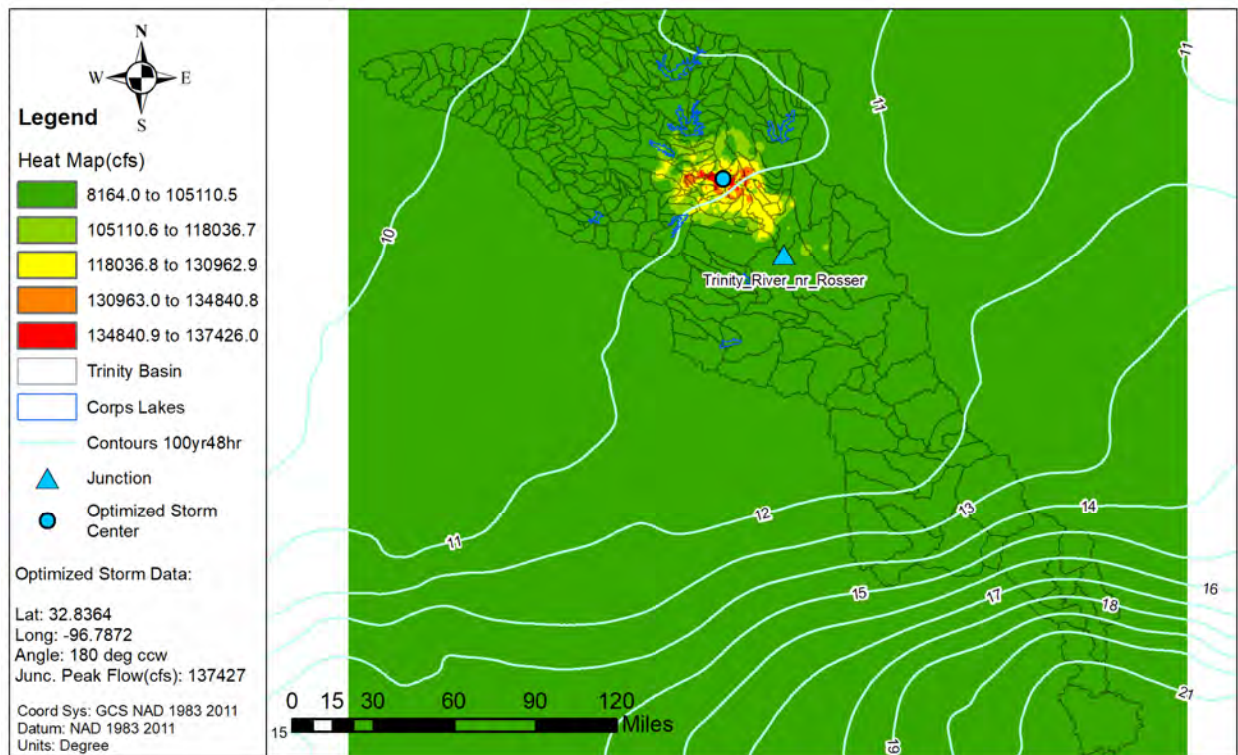 N
W E
S
Legend
Heat Map(cfs)
8164.0 to 105110.5
105110.6 to 118036.7
118036.8 to 130962.9
130963.0 to 134840.8
134840.9 to 137426.0
Trinity Basin
Corps Lakes
Contours 100yr48hr
Junction
Optimized Storm
Center
Optimized Storm Data:
Lat: 32.8364
Long: -96.7872
Angle: 180 deg ccw
Junc. Peak Flow(cfs): 137427
Coord Sys: GCS NAD 1983 2011
Datum: NAD 1983 2011
Units: Degree
11
11
10
Trinity_River_nr_Rosser
12
13
14
11
15
16
17
18
21
19
15
0 15 30 60 90 120
Miles